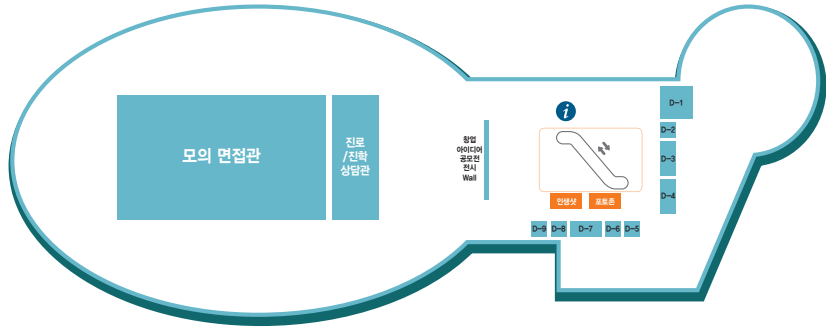 모의 면접관
진로
/진학
상담관
창업
아이디어
공모전
전시
Wall
i
인생샷
포토존
D-1
D-2
D-3
D-4
D-9
D-8
D-7
D-6
D-5